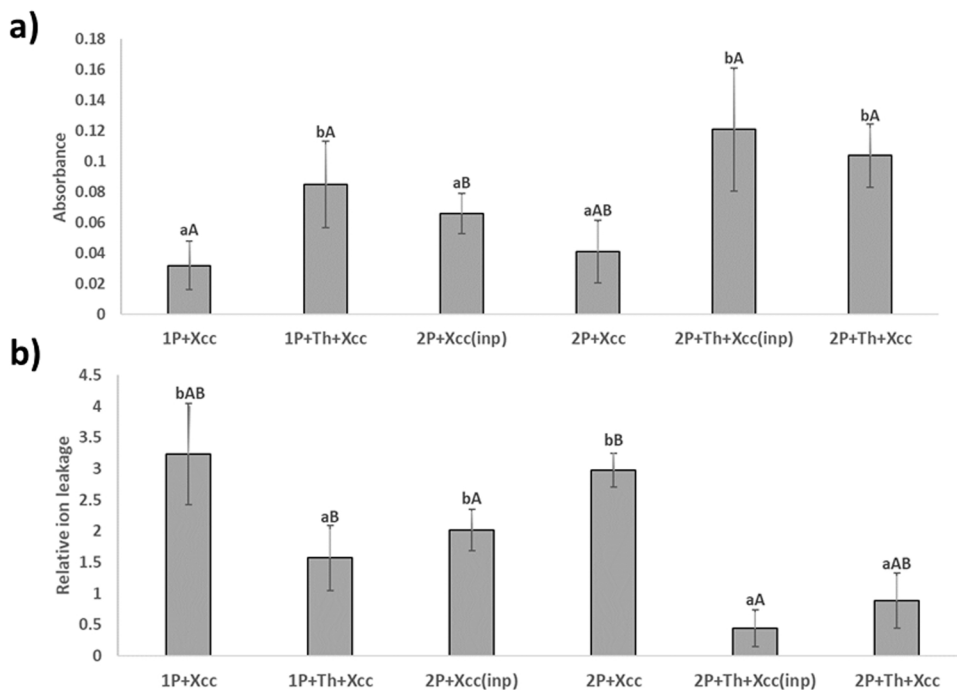 a)
0.18
0.16
0.14
0.12
0.1
0.08
0.06
0.04
0.02
0
Absorbance
aA
bA
aB
aAB
bA
bA
1P+Xcc 1P+Th+Xcc 2P+Xcc(inp) 2P+Xcc 2P+Th+Xcc(inp) 2P+Th+Xcc
b)
4.5
4
3.5
3
2.5
2
1.5
1
0.5
0
Relative ion leakage
bAB
aB
bA
bB
aA
aAB
1P+Xcc 1P+Th+Xcc 2P+Xcc(inp) 2P+Xcc 2P+Th+Xcc(inp) 2P+Th+Xcc